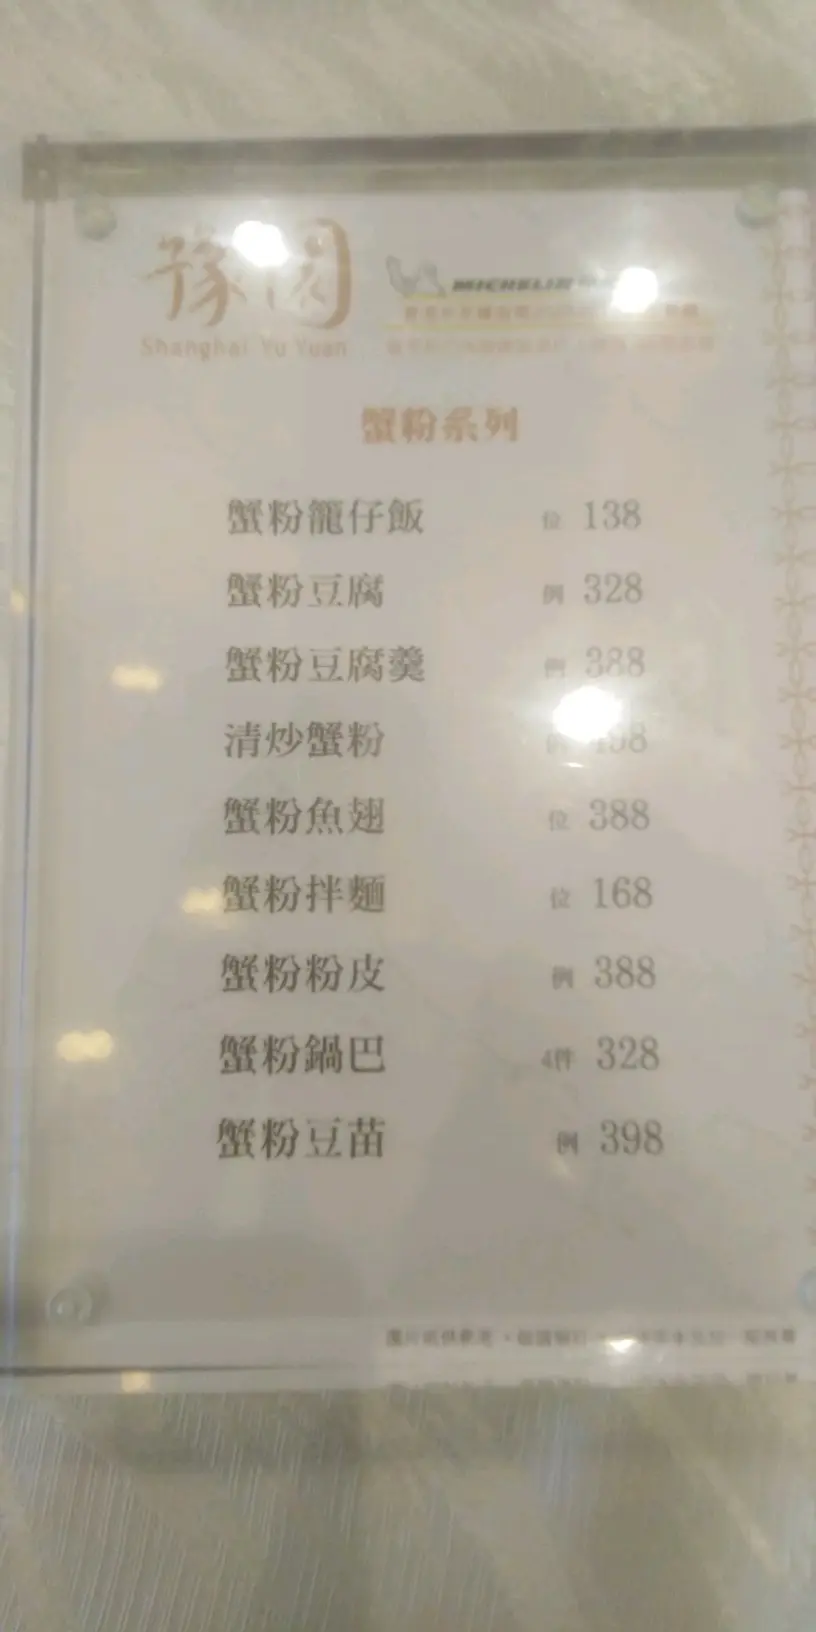 豫園
Shanghai Yu Yuan
MICHELIN
蟹粉系列
蟹粉籠仔飯 位 138
蟹粉豆腐 例 328
蟹粉豆腐羹 例 388
清炒蟹粉 例 98
蟹粉魚翅 位 388
蟹粉拌麵 位 168
蟹粉粉皮 例 388
蟹粉鍋巴 4件 328
蟹粉豆苗 例 398